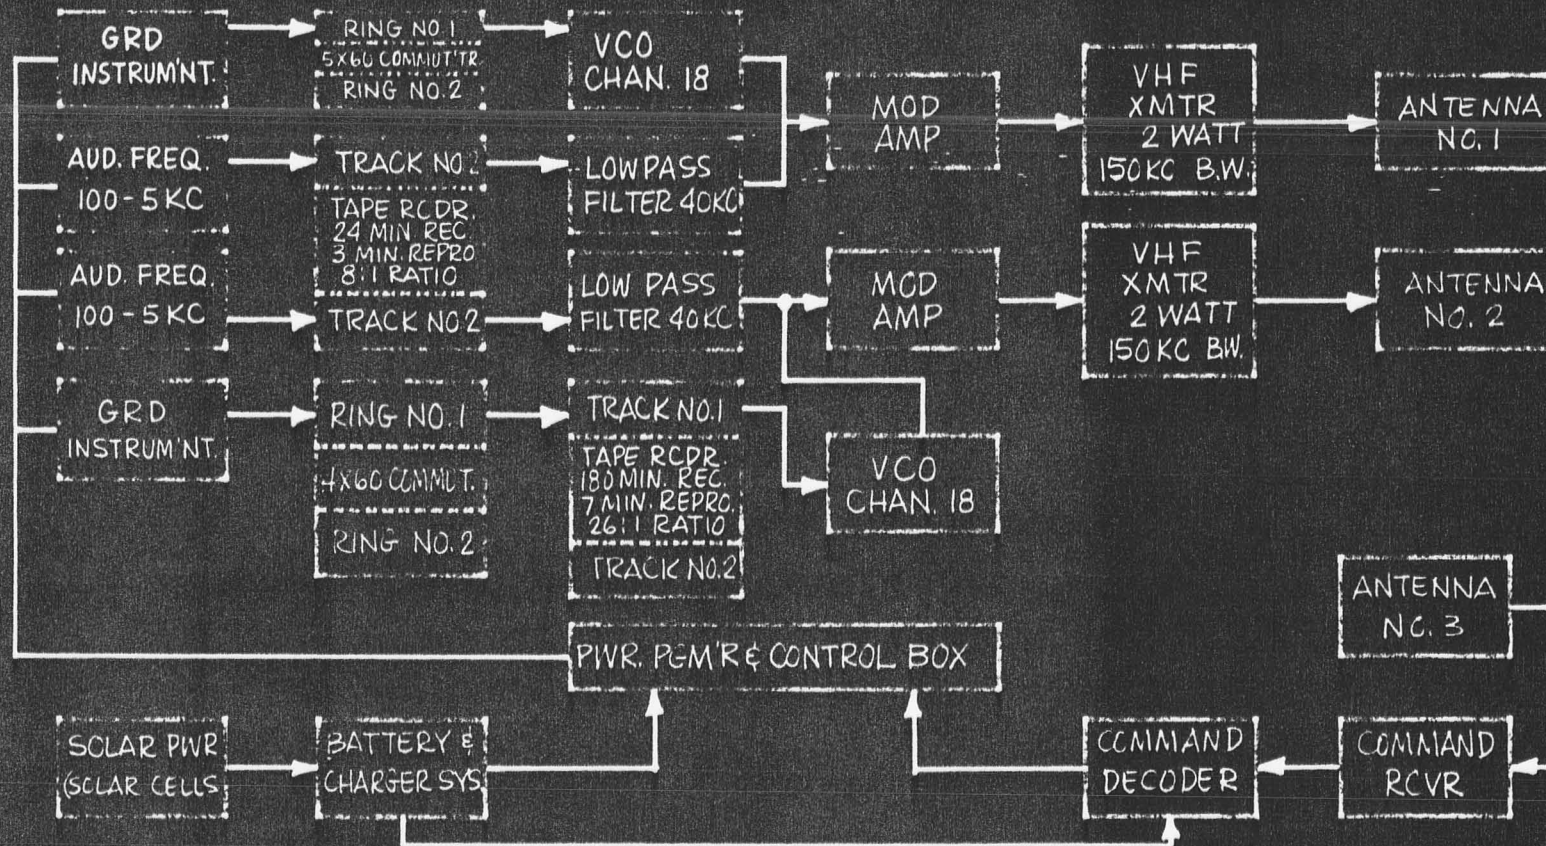 GRD
INSTRUM'NT.
RING NO 1
5X60 COMMUT'TR
RING NO. 2
VCO
CHAN. 18
MOD
AMP
VHF
XMTR
2 WATT
150KC B.W.
ANTENNA
NO. 1
AUD. FREQ.
100 - 5 KC
TRACK NO. 2
TAPE RCDR.
24 MIN REC
3 MIN. REPRO
8:1 RATIO
TRACK NO. 2
LOW PASS
FILTER 40KC
AUD. FREQ.
100 - 5 KC
LOW PASS
FILTER 40KC
MOD
AMP
VHF
XMTR
2 WATT
150KC BW.
ANTENNA
NO. 2
GRD
INSTRUM'NT.
RING NO. 1
4X60 COMMUT.
RING NO. 2
TRACK NO. 1
TAPE RCDR.
180 MIN. REC.
7 MIN. REPRO.
26:1 RATIO
TRACK NO. 2
VCO
CHAN. 18
ANTENNA
NO. 3
PWR. PGM'R & CONTROL BOX
SOLAR PWR
(SOLAR CELLS
BATTERY &
CHARGER SYS.
COMMAND
DECODER
COMMAND
RCVR